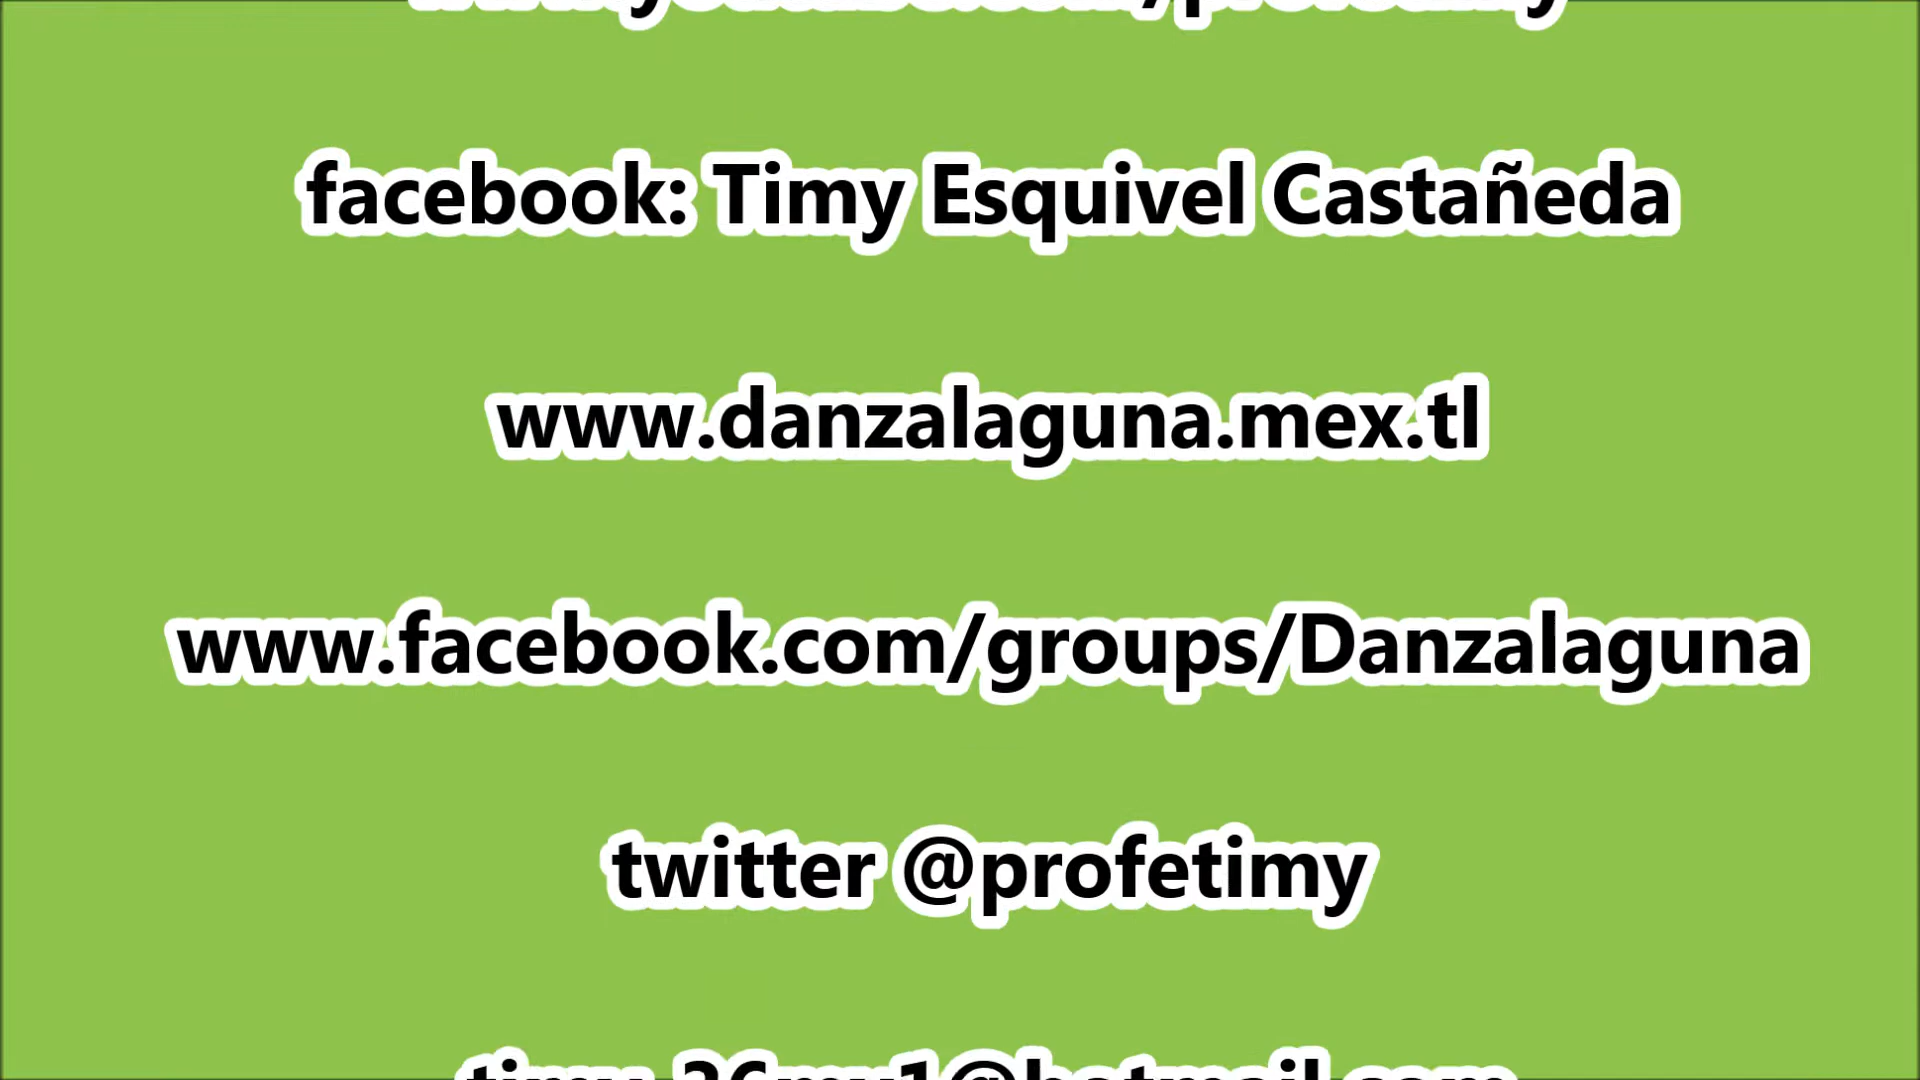 facebook: Timy Esquivel Castañeda
www.danzalaguna.mex.tl
www.facebook.com/groups/Danzalaguna
twitter @profetimy